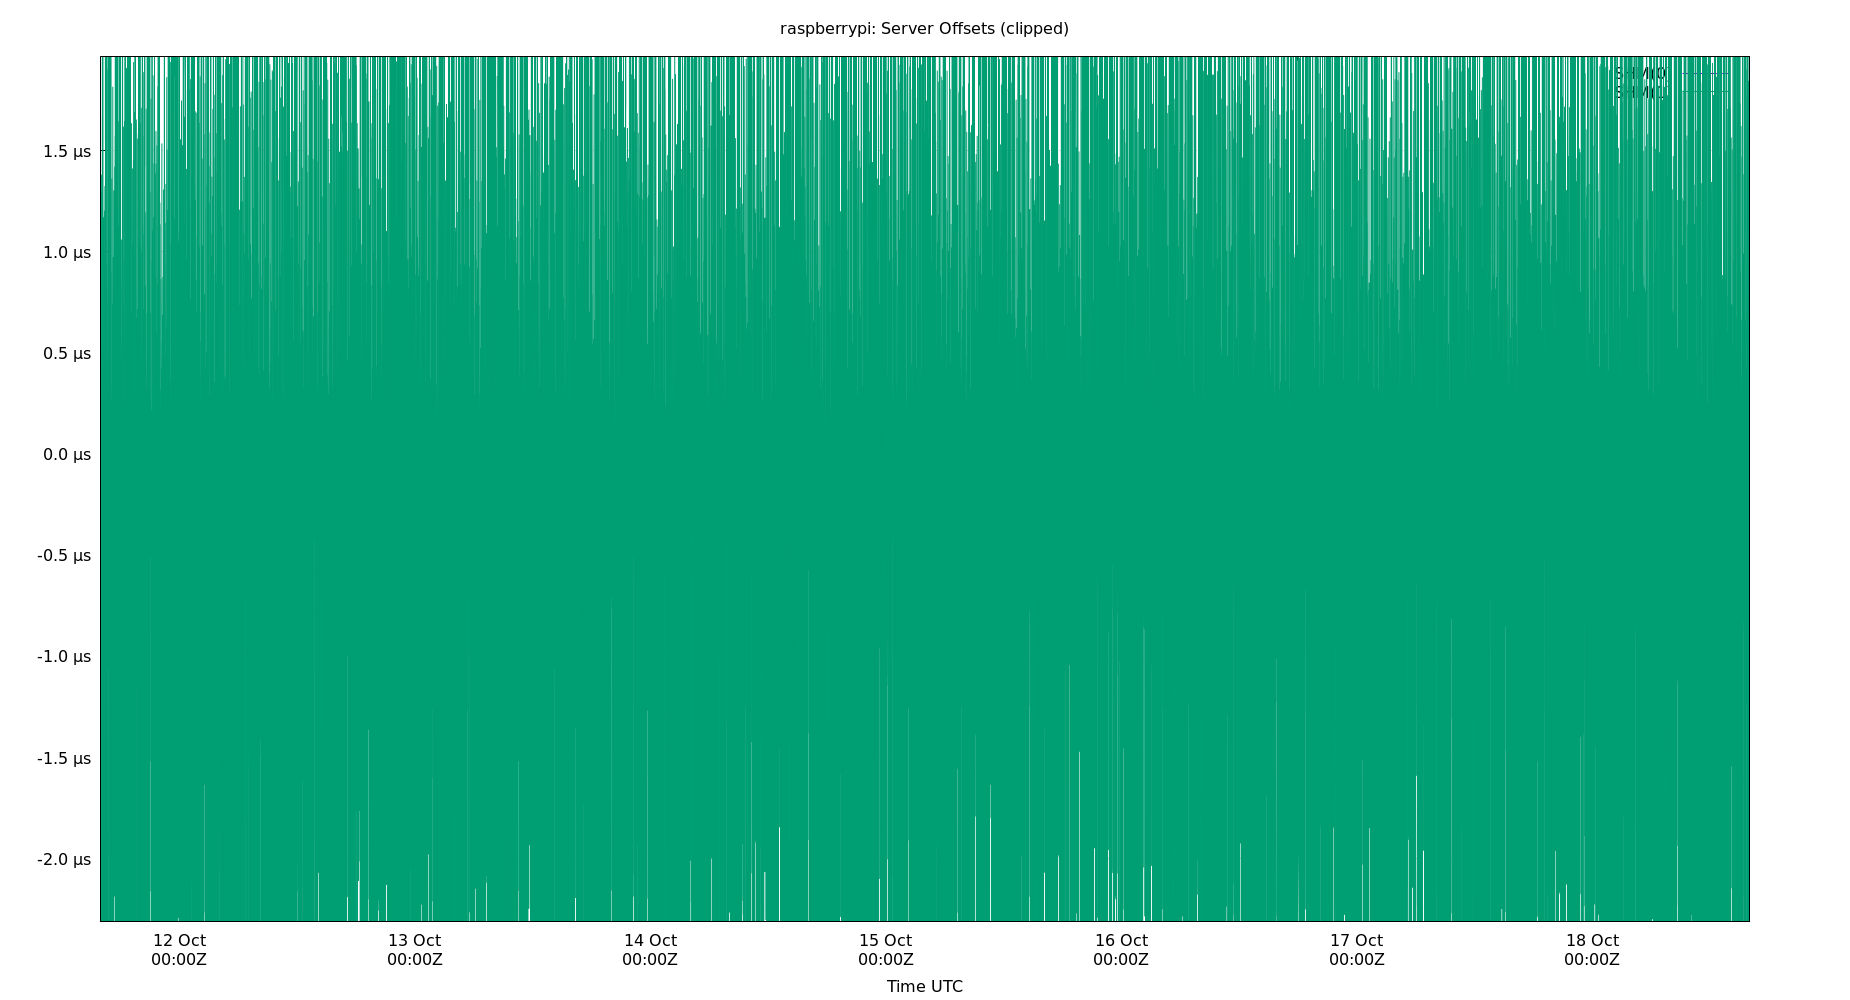 raspberrypi: Server Offsets (clipped)
1.5 µs
1.0 µs
0.5 µs
0.0 µs
-0.5 µs
-1.0 µs
-1.5 µs
-2.0 µs
12 Oct
00:00Z
13 Oct
00:00Z
14 Oct
00:00Z
15 Oct
00:00Z
16 Oct
00:00Z
17 Oct
00:00Z
18 Oct
00:00Z
Time UTC